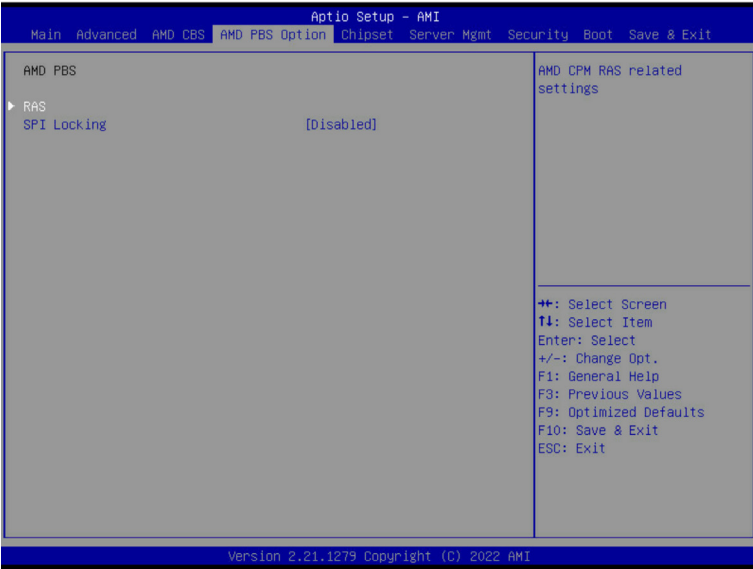 Aptio Setup - AMI
Main Advanced AMD CBS AMD PBS Option Chipset Server Mgmt Security Boot Save & Exit
AMD PBS
RAS
SPI Locking [Disabled]
AMD CPM RAS related
settings
→←: Select Screen
↑↓: Select Item
Enter: Select
+/-: Change Opt.
F1: General Help
F3: Previous Values
F9: Optimized Defaults
F10: Save & Exit
ESC: Exit
Version 2.21.1279 Copyright (C) 2022 AMI